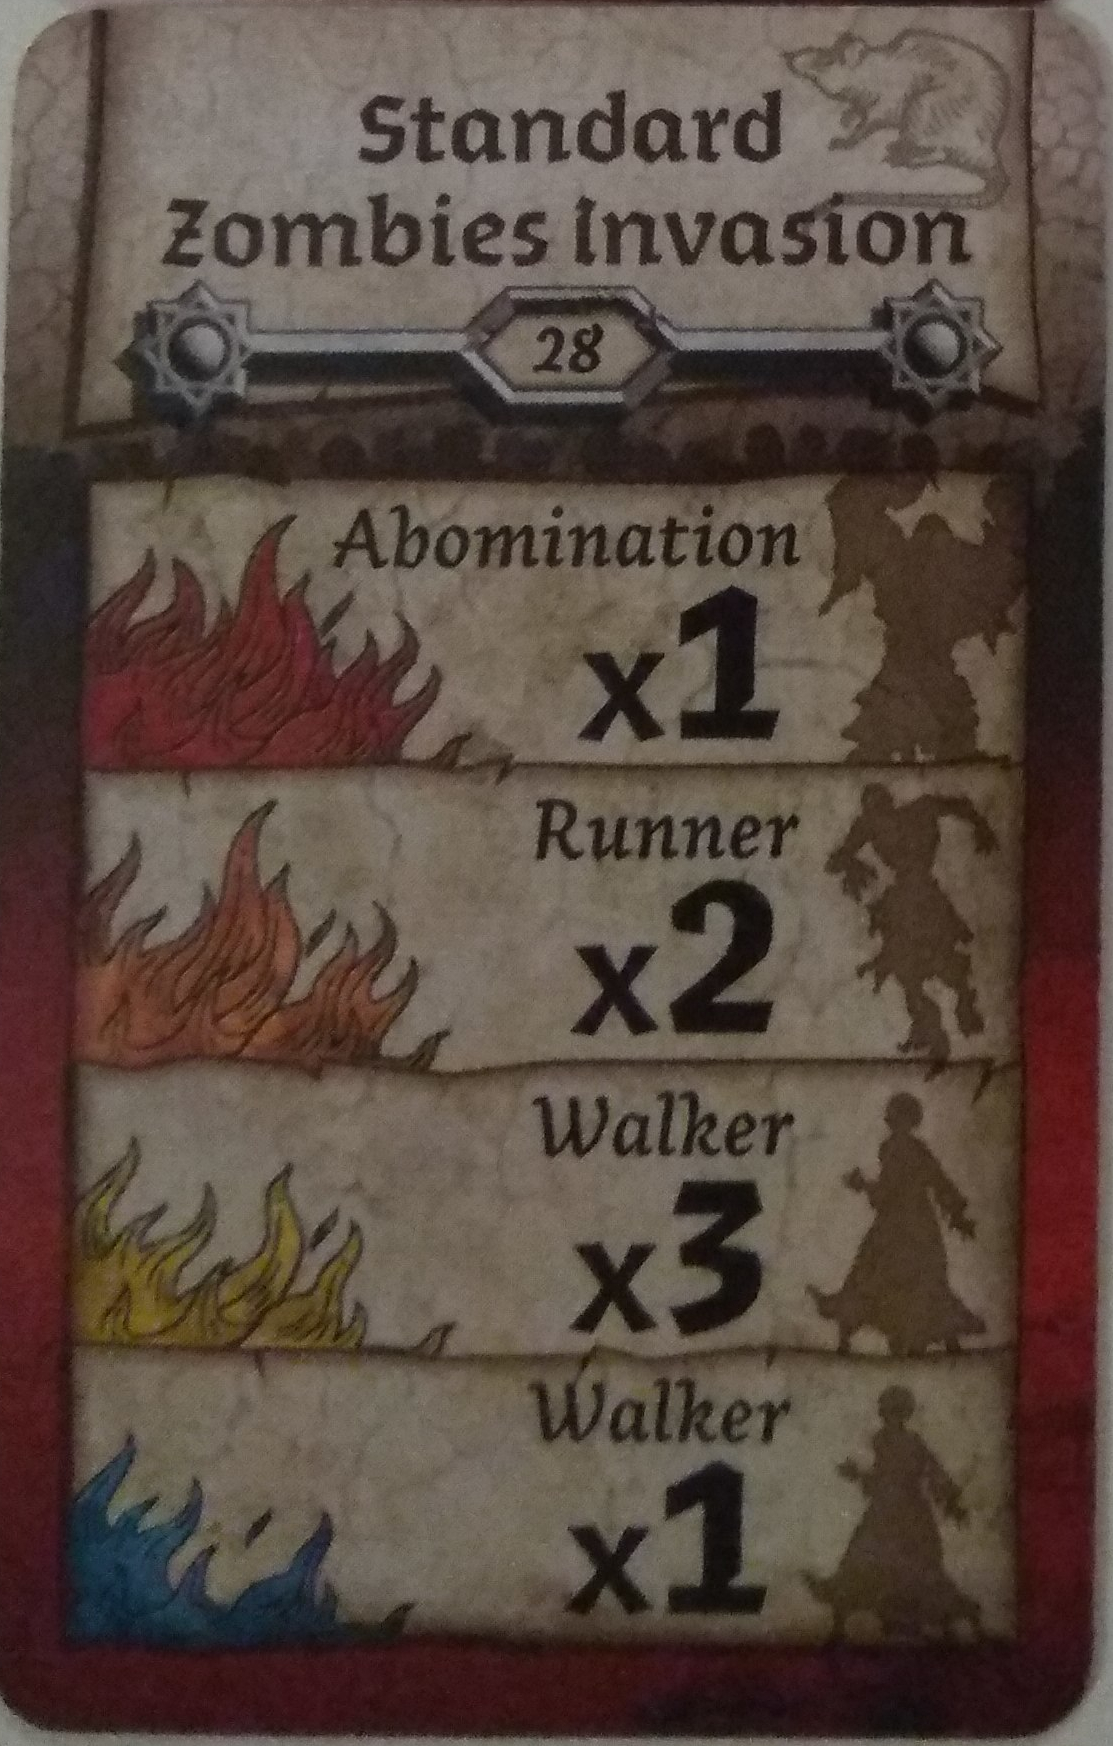 Standard
Zombies Invasion
28
Abomination
x1
Runner
x2
Walker
x3
Walker
x1